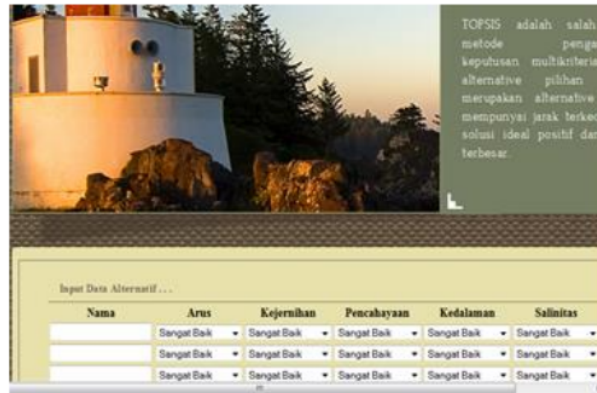 TOPSIS adalah salah
metode penga
keputusan multikriteria
alternative pilihan
merupakan alternative
mempunyai jarak terked
solusi ideal positif dan
terbesar.
Input Data Alternatif . . .
Nama Arus Kejernihan Pencahayaan Kedalaman Salinitas
Sangat Baik Sangat Baik Sangat Baik Sangat Baik Sangat Baik
Sangat Baik Sangat Baik Sangat Baik Sangat Baik Sangat Baik
Sangat Baik Sangat Baik Sangat Baik Sangat Baik Sangat Baik